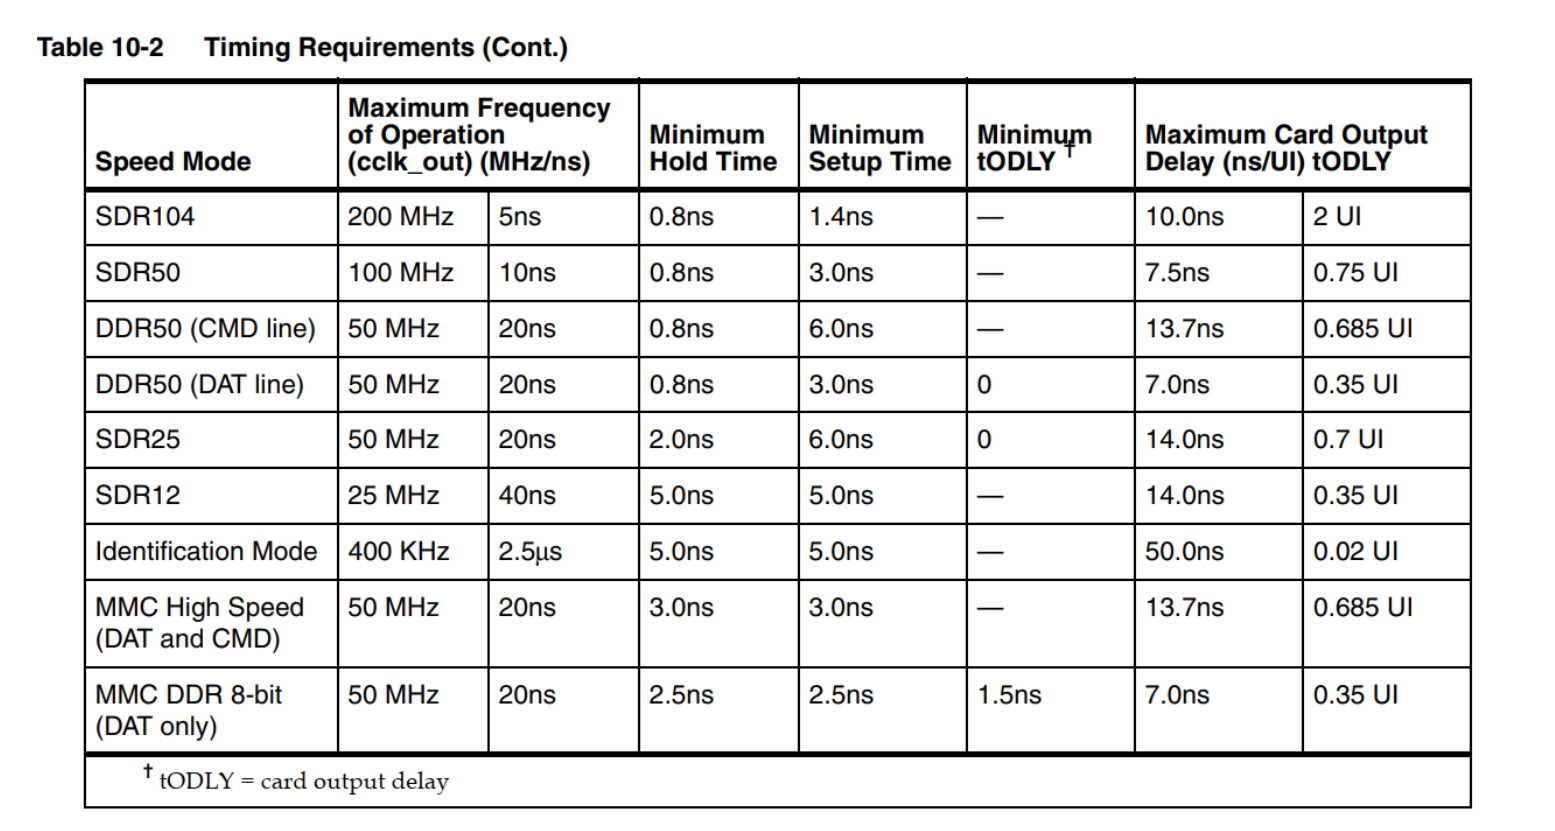 Table 10-2 Timing Requirements (Cont.)
Speed Mode
Maximum Frequency
of Operation
(cclk_out) (MHz/ns)
Minimum
Hold Time
Minimum
Setup Time
Minimum
tODLY †
Maximum Card Output
Delay (ns/UI) tODLY
SDR104 200 MHz 5ns 0.8ns 1.4ns — 10.0ns 2 UI
SDR50 100 MHz 10ns 0.8ns 3.0ns — 7.5ns 0.75 UI
DDR50 (CMD line) 50 MHz 20ns 0.8ns 6.0ns — 13.7ns 0.685 UI
DDR50 (DAT line) 50 MHz 20ns 0.8ns 3.0ns 0 7.0ns 0.35 UI
SDR25 50 MHz 20ns 2.0ns 6.0ns 0 14.0ns 0.7 UI
SDR12 25 MHz 40ns 5.0ns 5.0ns — 14.0ns 0.35 UI
Identification Mode 400 KHz 2.5μs 5.0ns 5.0ns — 50.0ns 0.02 UI
MMC High Speed 50 MHz 20ns 3.0ns 3.0ns — 13.7ns 0.685 UI
(DAT and CMD)
MMC DDR 8-bit 50 MHz 20ns 2.5ns 2.5ns 1.5ns 7.0ns 0.35 UI
(DAT only)
† tODLY = card output delay